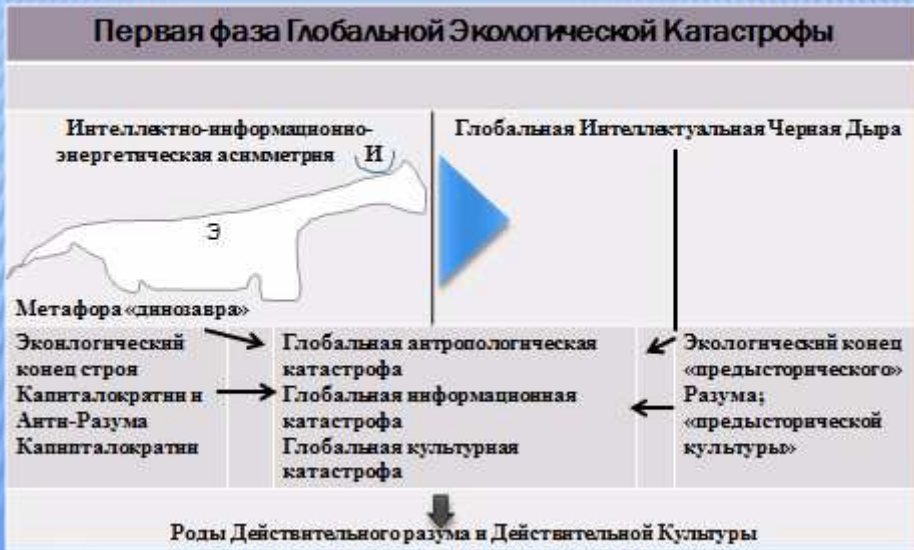 Первая фаза Глобальной Экологической Катастрофы
Интеллектно-информационно-
энергетическая асимметрия
И
Э
Метафора «динозавра»
Глобальная Интеллектуальная Черная Дыра
Эконлогический
конец строя
Капиталократии и
Анти-Разума
Капипталократии
Глобальная антропологическая
катастрофа
Глобальная информационная
катастрофа
Глобальная культурная
катастрофа
Экологический конец
«предысторического»
Разума;
«предысторической
культуры»
Роды Действительного разума и Действительной Культуры